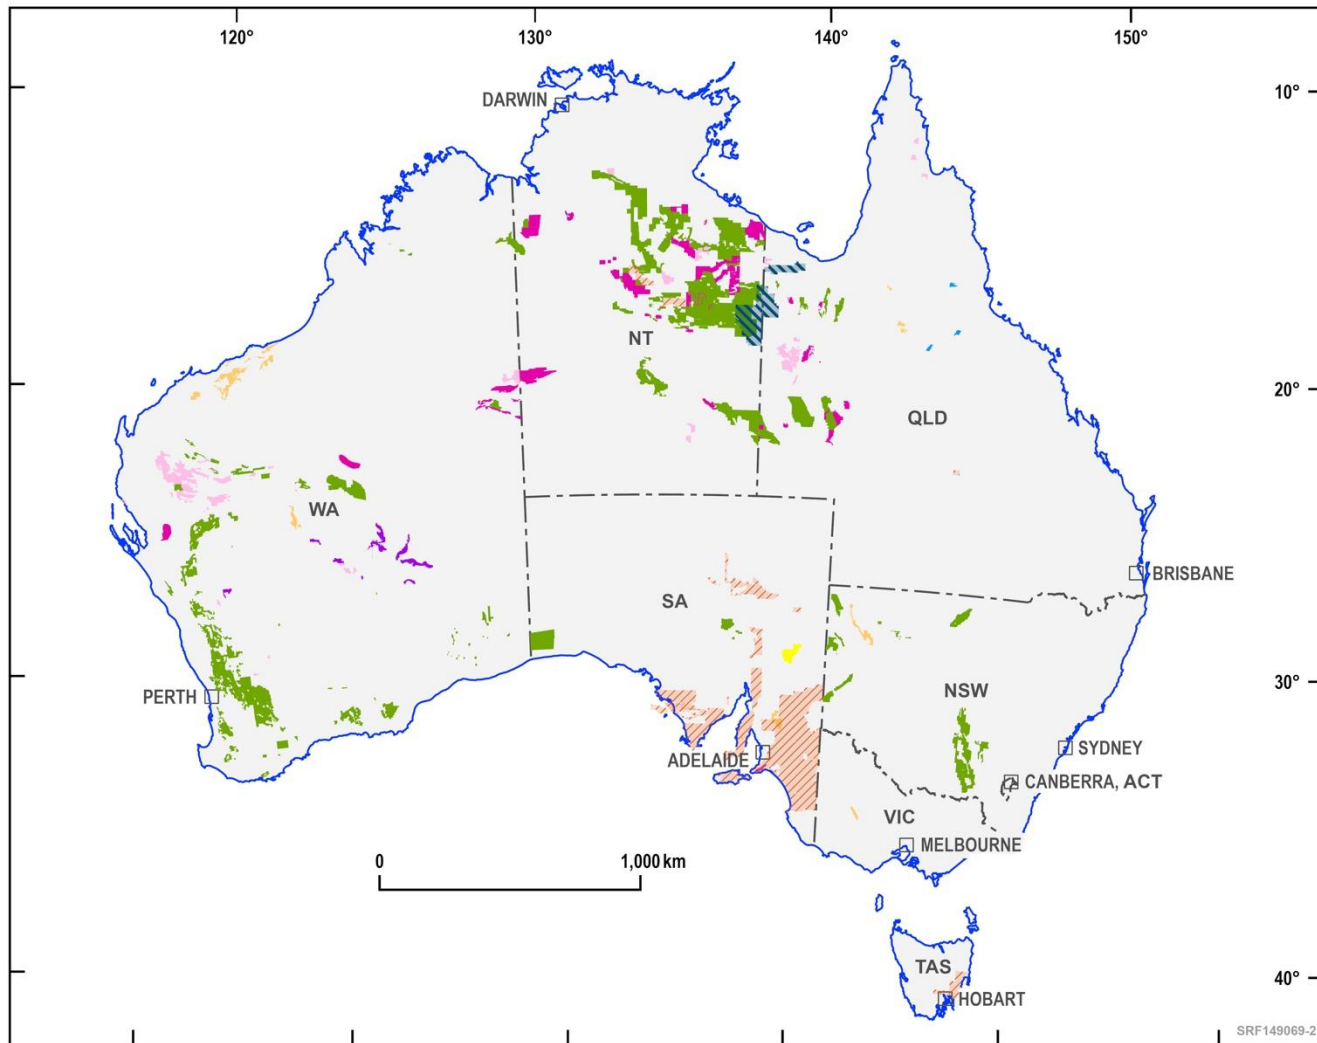 120°
130°
140°
150°
DARWIN
10°
NT
20°
QLD
WA
BRISBANE
SA
30°
NSW
PERTH
SYDNEY
ADELAIDE
CANBERRA, ACT
VIC
MELBOURNE
0
1,000 km
TAS
40°
HOBART
SRF149069-2